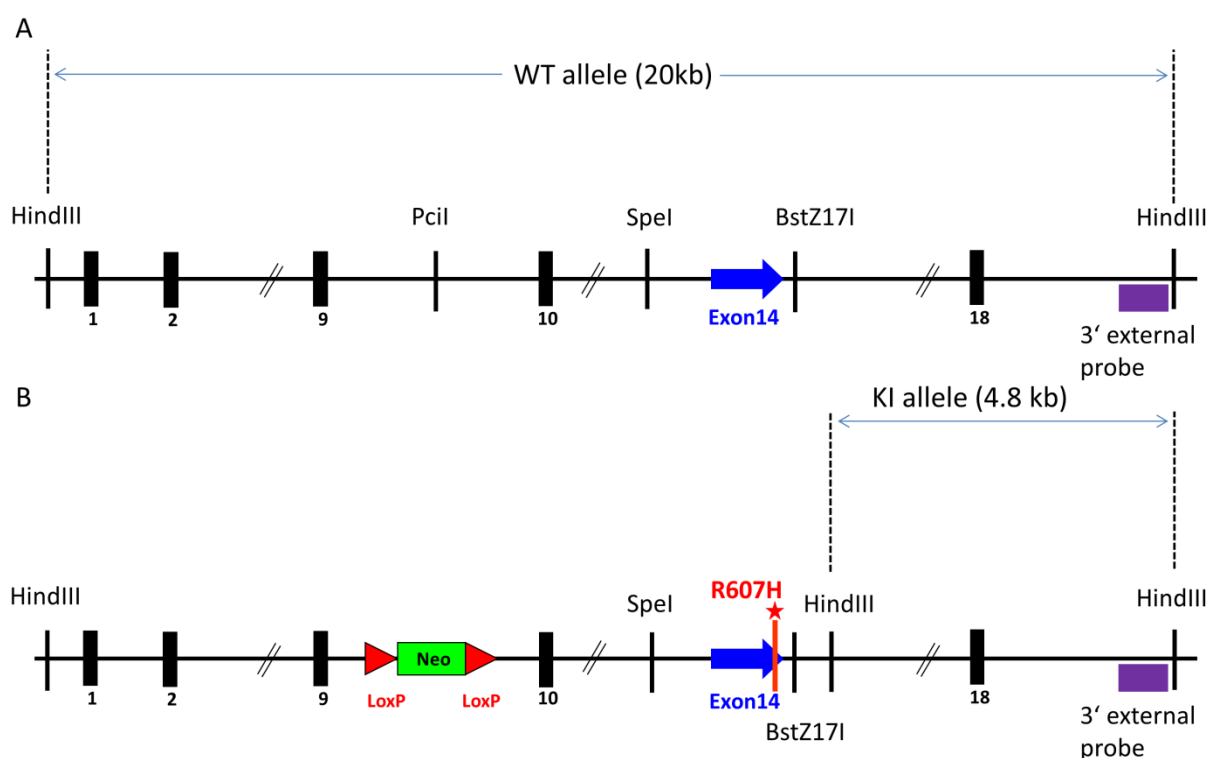 A
WT allele (20kb)
HindIII PciI SpeI BstZ17I HindIII
1 2 9 10 Exon14 18
3‘ external
probe
B
KI allele (4.8 kb)
HindIII SpeI R607H HindIII HindIII
Neo
1 2 9 LoxP LoxP 10 Exon14 18
BstZ17I
3‘ external
probe